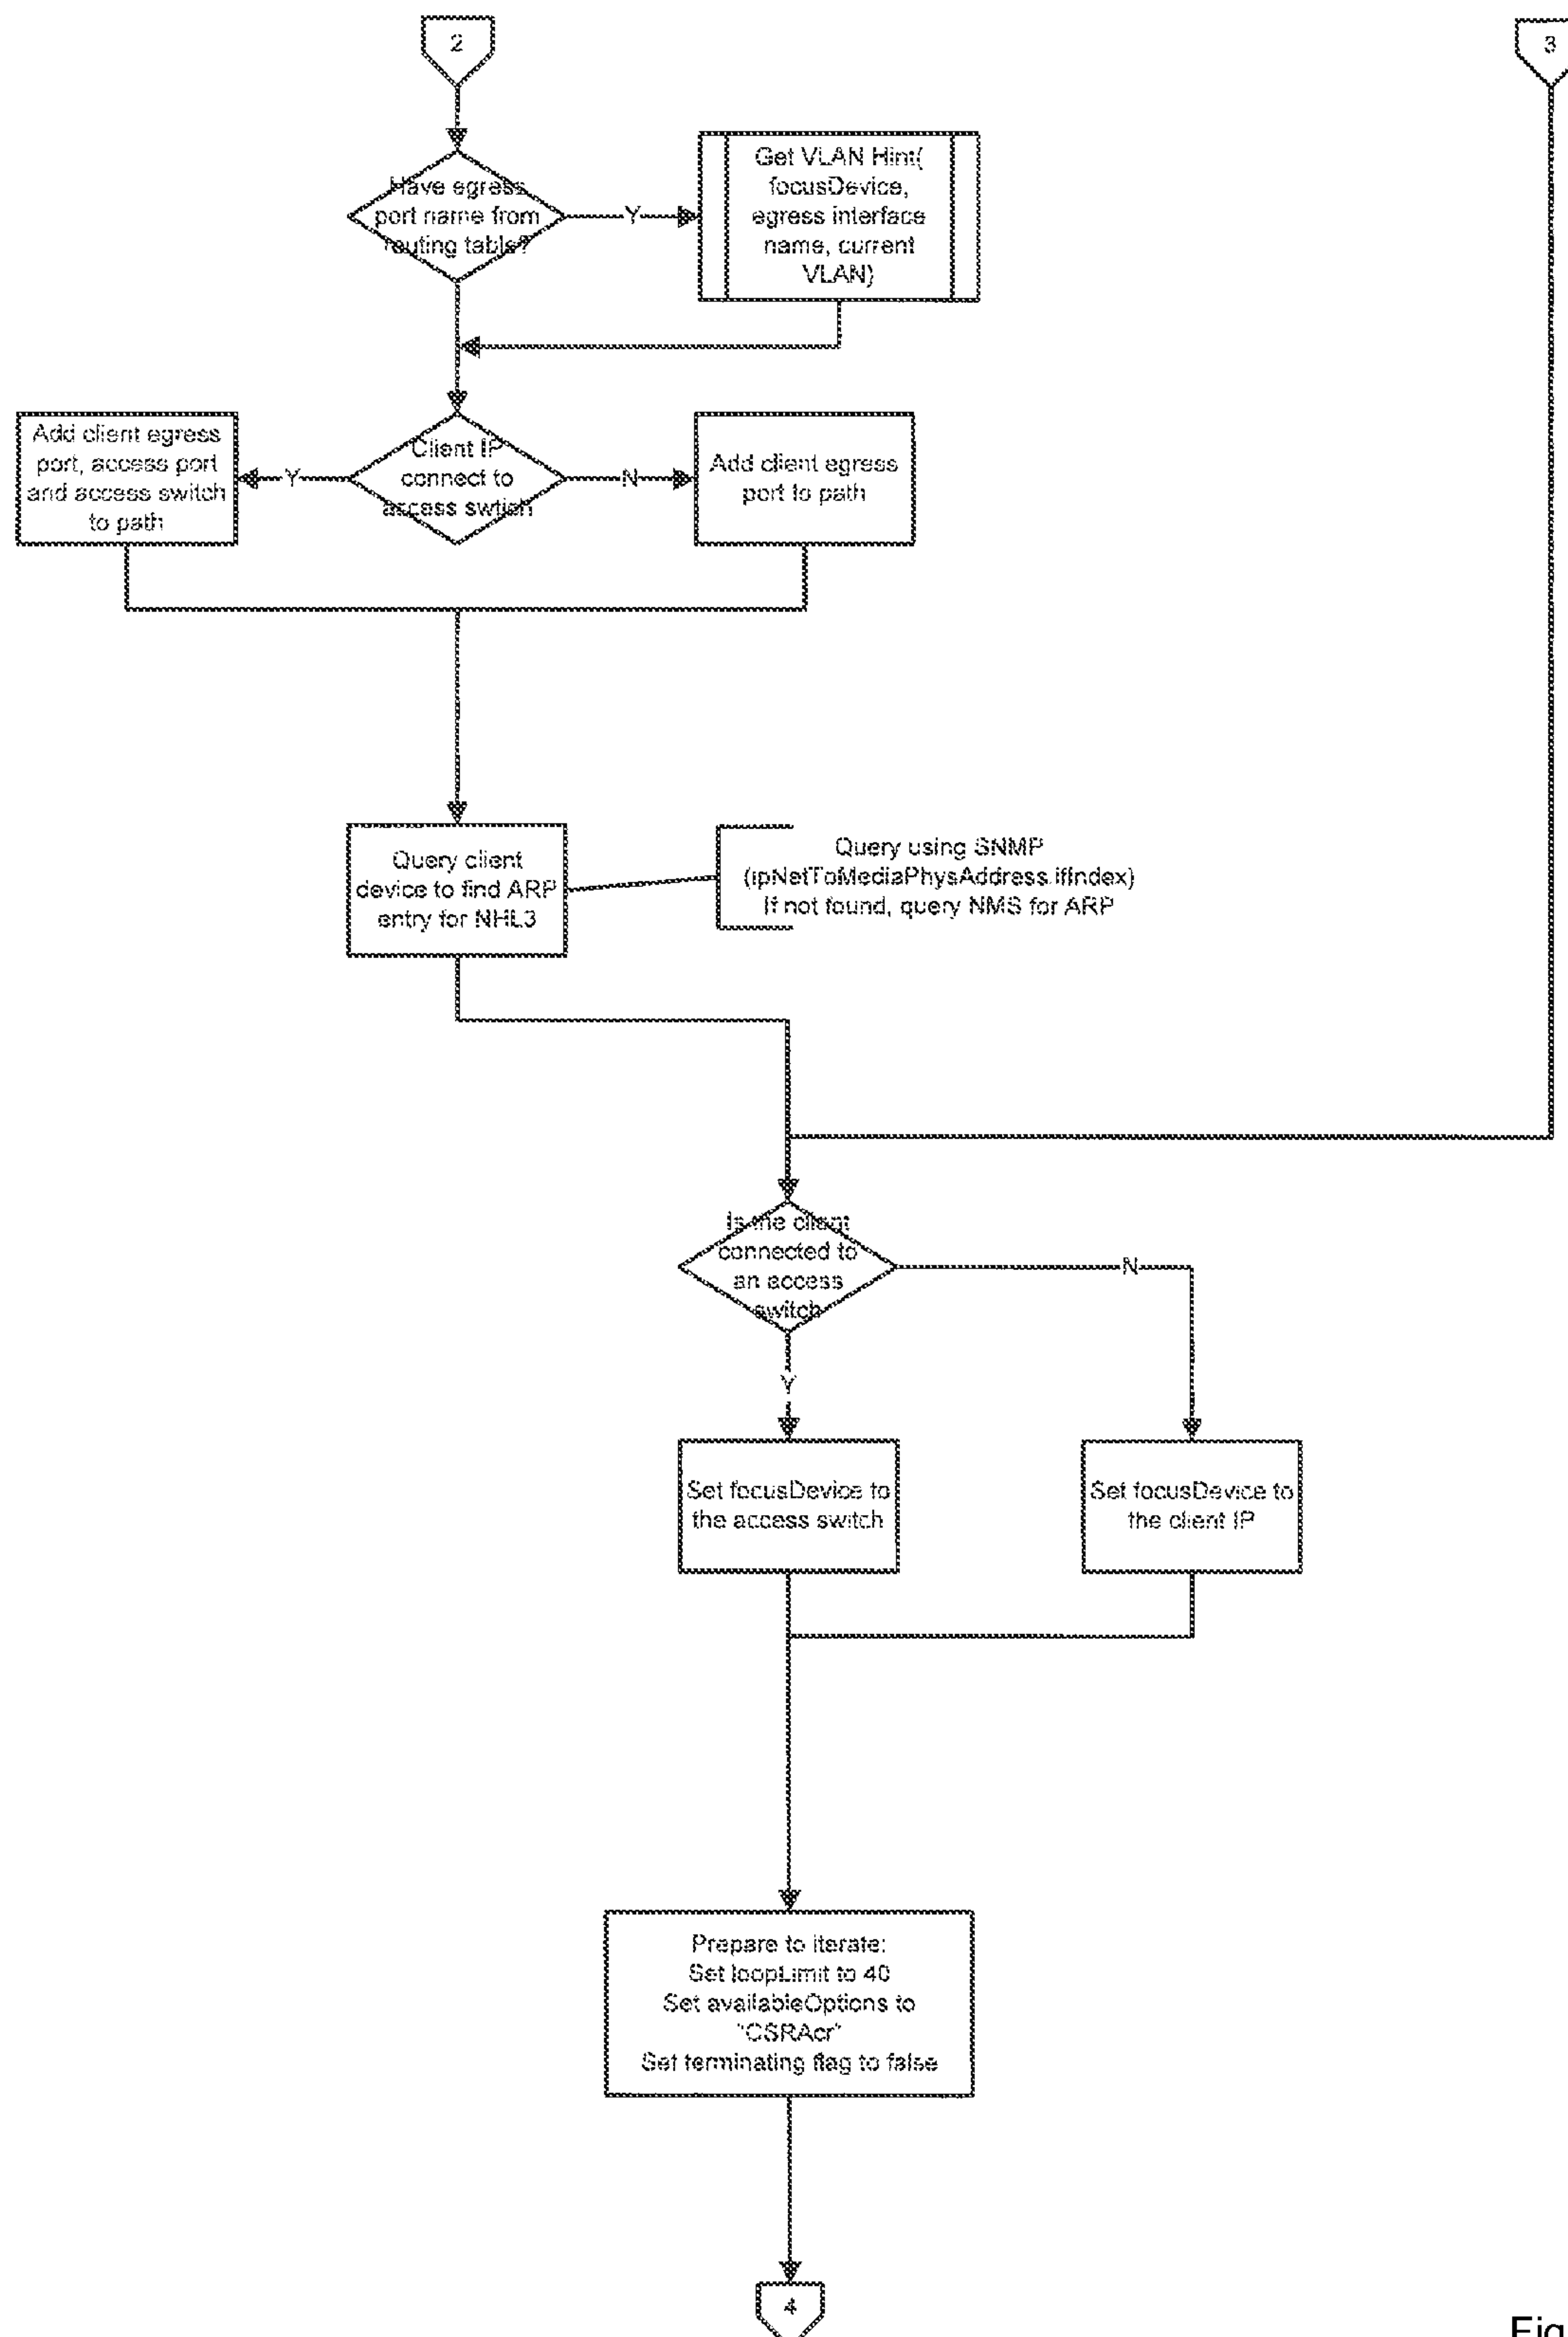 2
3
Have egress
port name from
routing table?
Y
Get VLAN Hint(
focusDevice,
egress interface
name, current
VLAN)
Add client egress
port, access port
and access switch
to path
Y
Client IP
connect to
access swtich
N
Add client egress
port to path
Query client
device to find ARP
entry for NHL3
Query using SNMP
(ipNetToMediaPhysAddress.ifIndex)
If not found, query NMS for ARP
Is the client
connected to
an access
switch
N
Y
Set focusDevice to
the access switch
Set focusDevice to
the client IP
Prepare to iterate:
Set loopLimit to 40
Set availableOptions to
"CSRAcr"
Set terminating flag to false
4
Fig